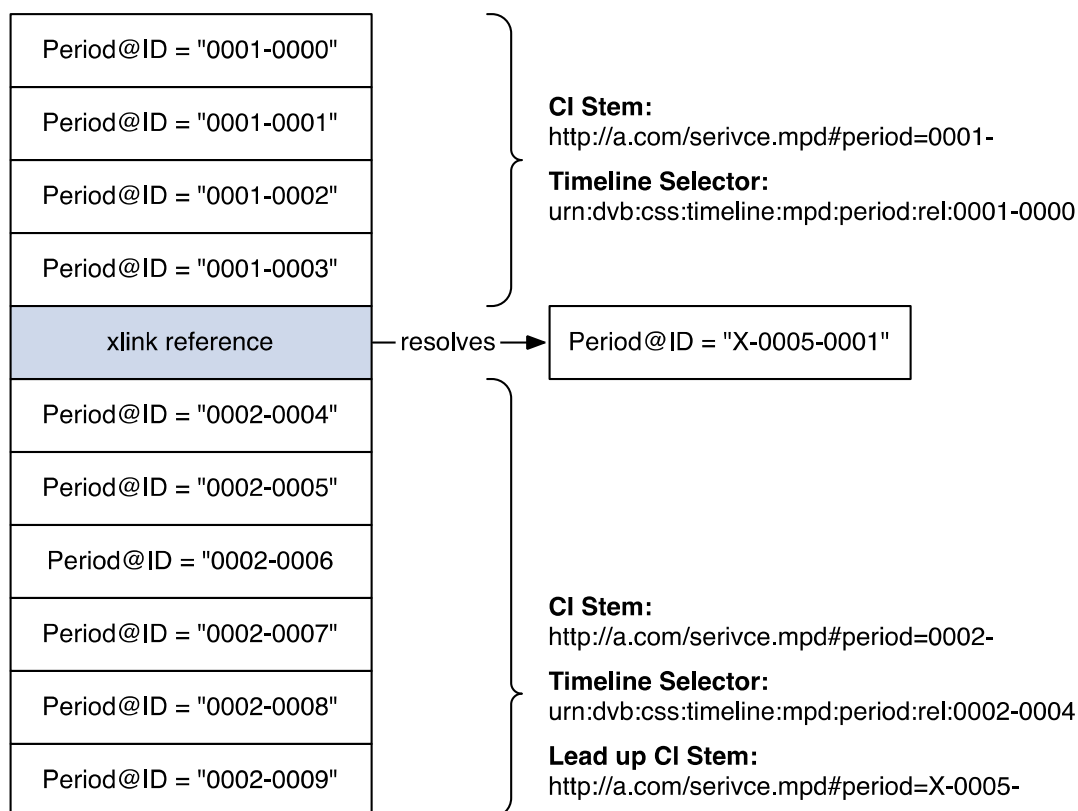 Period@ID = "0001-0000"
Period@ID = "0001-0001"
Period@ID = "0001-0002"
Period@ID = "0001-0003"
CI Stem:
http://a.com/serivce.mpd#period=0001-
Timeline Selector:
urn:dvb:css:timeline:mpd:period:rel:0001-0000
xlink reference
resolves
Period@ID = "X-0005-0001"
Period@ID = "0002-0004"
Period@ID = "0002-0005"
Period@ID = "0002-0006
Period@ID = "0002-0007"
Period@ID = "0002-0008"
Period@ID = "0002-0009"
CI Stem:
http://a.com/serivce.mpd#period=0002-
Timeline Selector:
urn:dvb:css:timeline:mpd:period:rel:0002-0004
Lead up CI Stem:
http://a.com/serivce.mpd#period=X-0005-